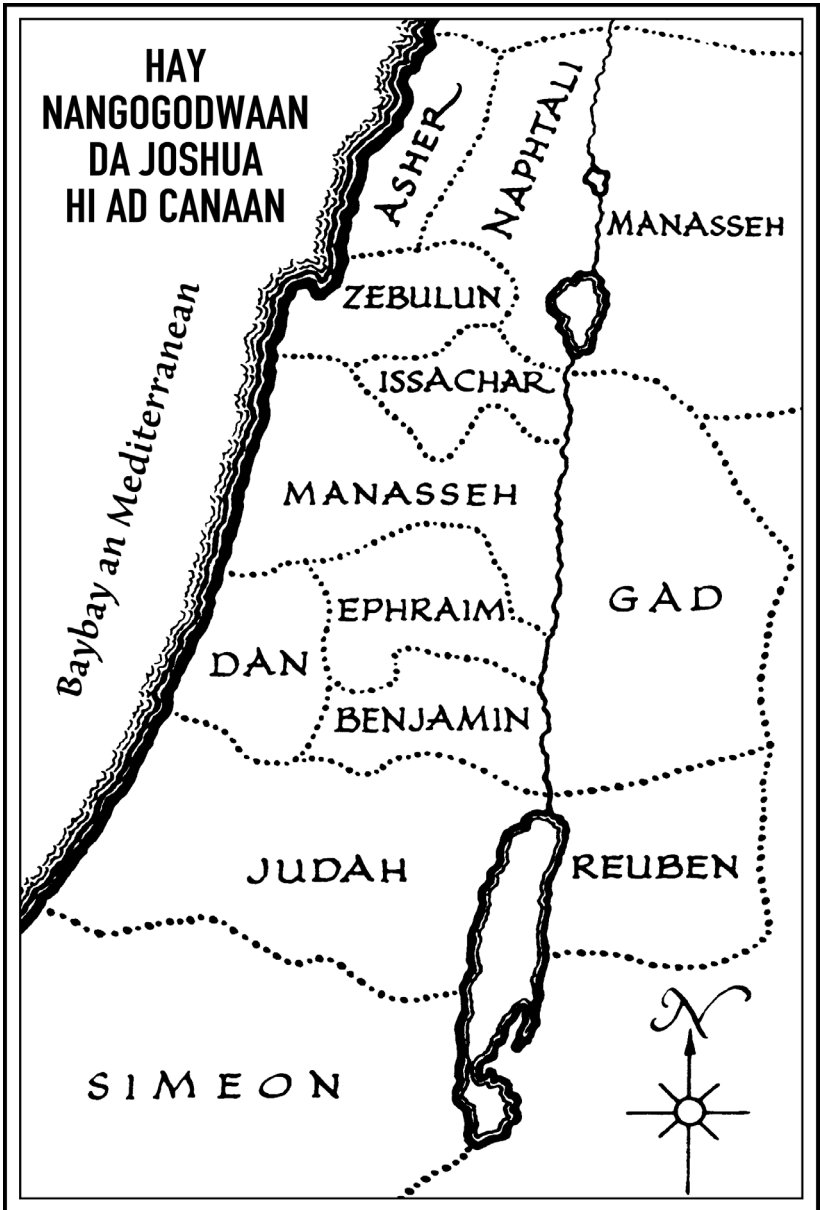 HAY
NANGOGODWAAN
DA JOSHUA
HI AD CANAAN
ASHER
NAPHTALI
MANASSEH
ZEBULUN
Baybay an Mediterranean
ISSACHAR
MANASSEH
EPHRAIM
GAD
DAN
BENJAMIN
JUDAH
REUBEN
N
SIMEON